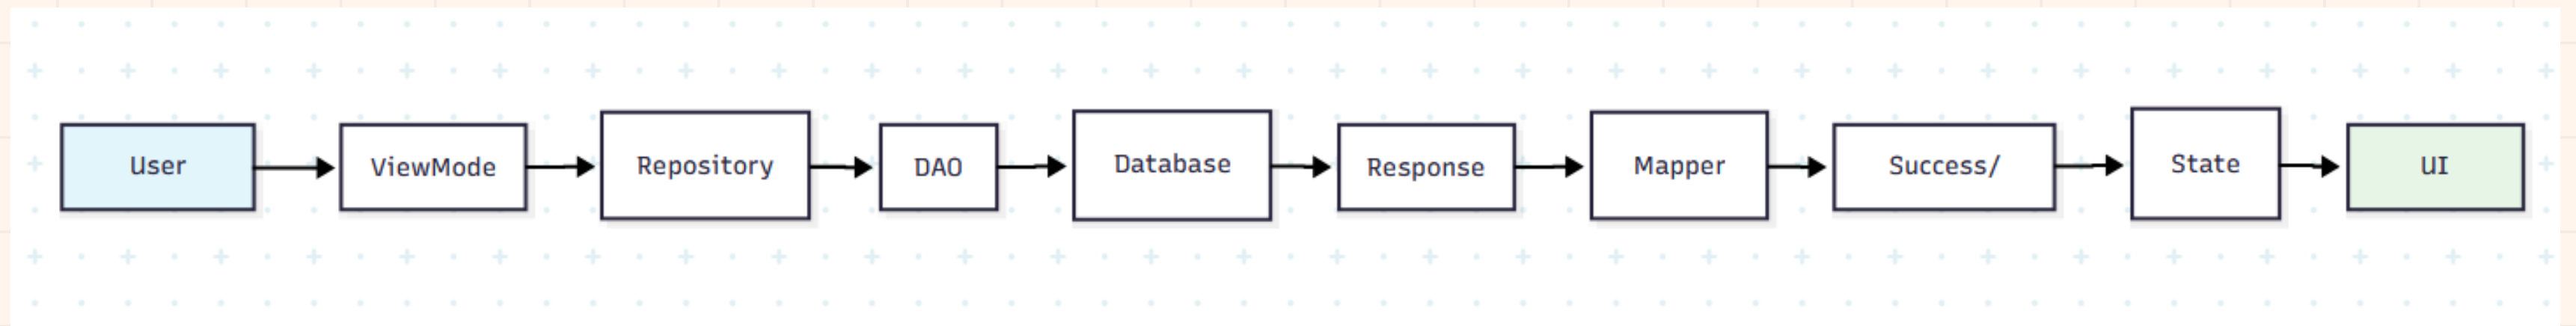 User
ViewMode
Repository
DAO
Database
Response
Mapper
Success/
State
UI